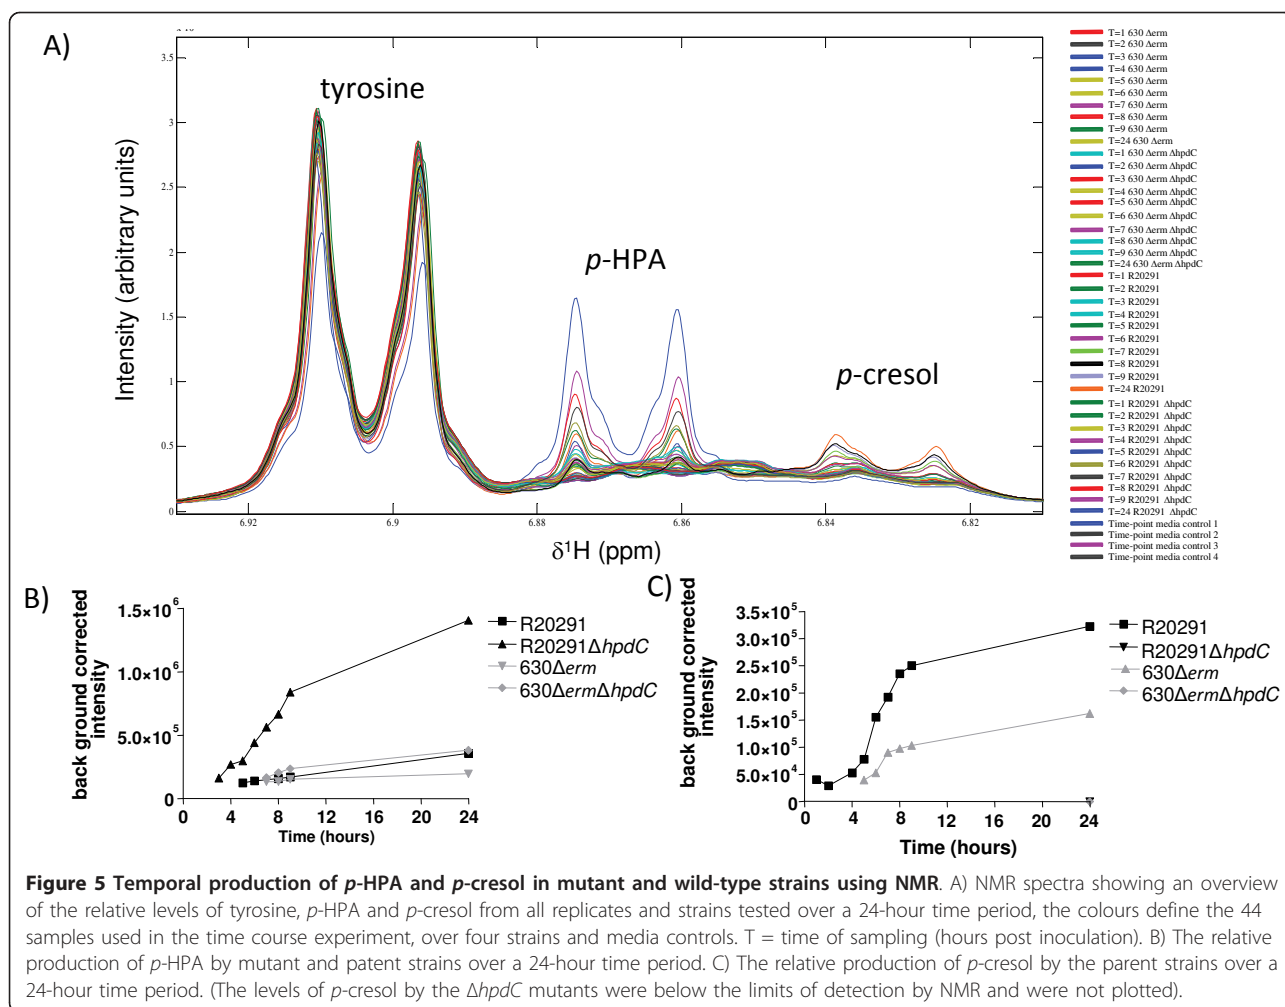 A)
3.5
3
2.5
2
1.5
1
0.5
0
Intensity (arbitrary units)
tyrosine
p-HPA
p-cresol
6.92
6.9
6.88
6.86
6.84
6.82
δ¹H (ppm)
T=1 630 Δerm
T=2 630 Δerm
T=3 630 Δerm
T=4 630 Δerm
T=5 630 Δerm
T=6 630 Δerm
T=7 630 Δerm
T=8 630 Δerm
T=9 630 Δerm
T=24 630 Δerm
T=1 630 Δerm ΔhpdC
T=2 630 Δerm ΔhpdC
T=3 630 Δerm ΔhpdC
T=4 630 Δerm ΔhpdC
T=5 630 Δerm ΔhpdC
T=6 630 Δerm ΔhpdC
T=7 630 Δerm ΔhpdC
T=8 630 Δerm ΔhpdC
T=9 630 Δerm ΔhpdC
T=24 630 Δerm ΔhpdC
T=1 R20291
T=2 R20291
T=3 R20291
T=4 R20291
T=5 R20291
T=6 R20291
T=7 R20291
T=8 R20291
T=9 R20291
T=24 R20291
T=1 R20291 ΔhpdC
T=2 R20291 ΔhpdC
T=3 R20291 ΔhpdC
T=4 R20291 ΔhpdC
T=5 R20291 ΔhpdC
T=6 R20291 ΔhpdC
T=7 R20291 ΔhpdC
T=8 R20291 ΔhpdC
T=9 R20291 ΔhpdC
T=24 R20291 ΔhpdC
Time-point media control 1
Time-point media control 2
Time-point media control 3
Time-point media control 4
B)
back ground corrected
intensity
1.5×10⁶
1.0×10⁶
5.0×10⁵
0
0 4 8 12 16 20 24
Time (hours)
R20291
R20291ΔhpdC
630Δerm
630ΔermΔhpdC
C)
back ground corrected
intensity
3.5×10⁵
3.0×10⁵
2.5×10⁵
2.0×10⁵
1.5×10⁵
1.0×10⁵
5.0×10⁴
0
0 4 8 12 16 20 24
Time (hours)
R20291
R20291ΔhpdC
630Δerm
630ΔermΔhpdC
Figure 5 Temporal production of p-HPA and p-cresol in mutant and wild-type strains using NMR. A) NMR spectra showing an overview
of the relative levels of tyrosine, p-HPA and p-cresol from all replicates and strains tested over a 24-hour time period, the colours define the 44
samples used in the time course experiment, over four strains and media controls. T = time of sampling (hours post inoculation). B) The relative
production of p-HPA by mutant and patent strains over a 24-hour time period. C) The relative production of p-cresol by the parent strains over a
24-hour time period. (The levels of p-cresol by the ΔhpdC mutants were below the limits of detection by NMR and were not plotted).